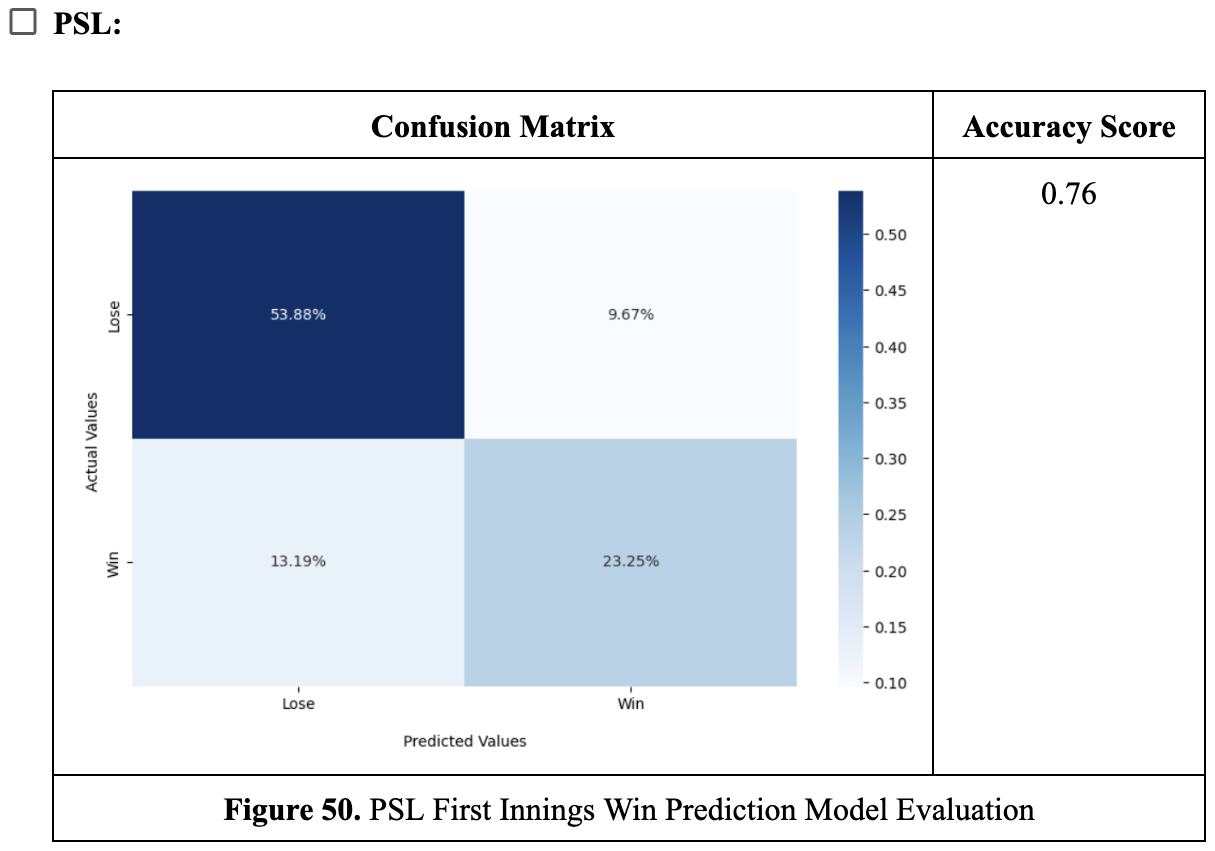 PSL:
Confusion Matrix
Accuracy Score
0.76
Actual Values
Lose
53.88%
9.67%
Win
13.19%
23.25%
Lose
Win
Predicted Values
0.50
0.45
0.40
0.35
0.30
0.25
0.20
0.15
0.10
Figure 50. PSL First Innings Win Prediction Model Evaluation